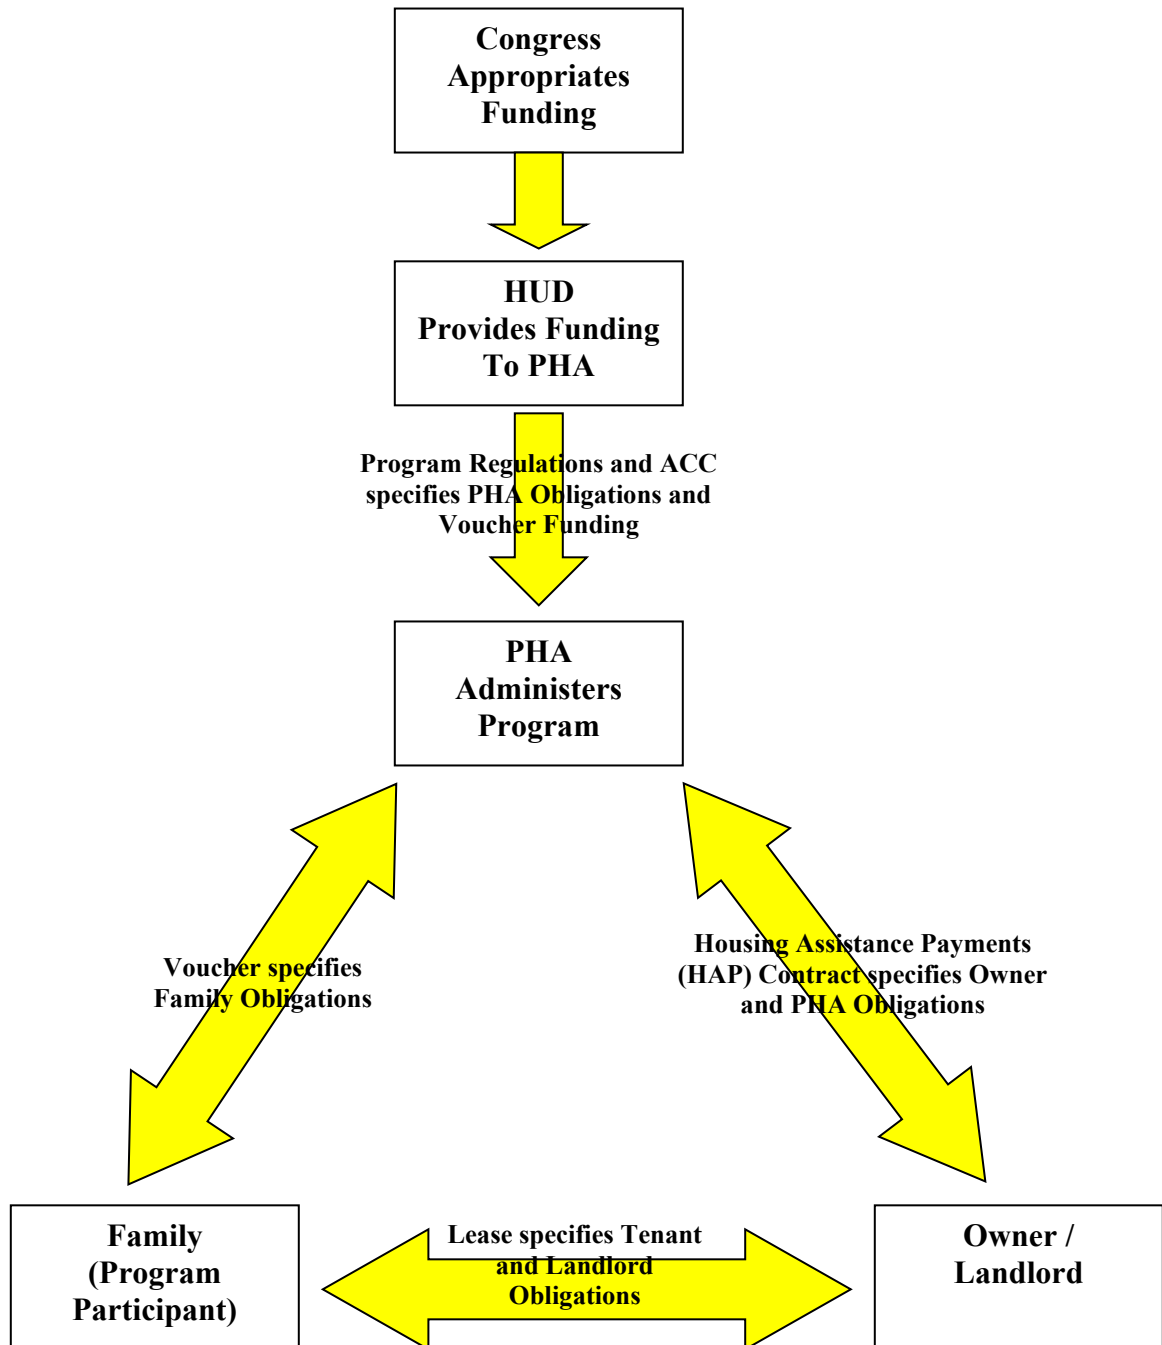 Congress
Appropriates
Funding
HUD
Provides Funding
To PHA
Program Regulations and ACC
specifies PHA Obligations and
Voucher Funding
PHA
Administers
Program
Voucher specifies
Family Obligations
Housing Assistance Payments
(HAP) Contract specifies Owner
and PHA Obligations
Family
(Program
Participant)
Lease specifies Tenant
and Landlord
Obligations
Owner /
Landlord